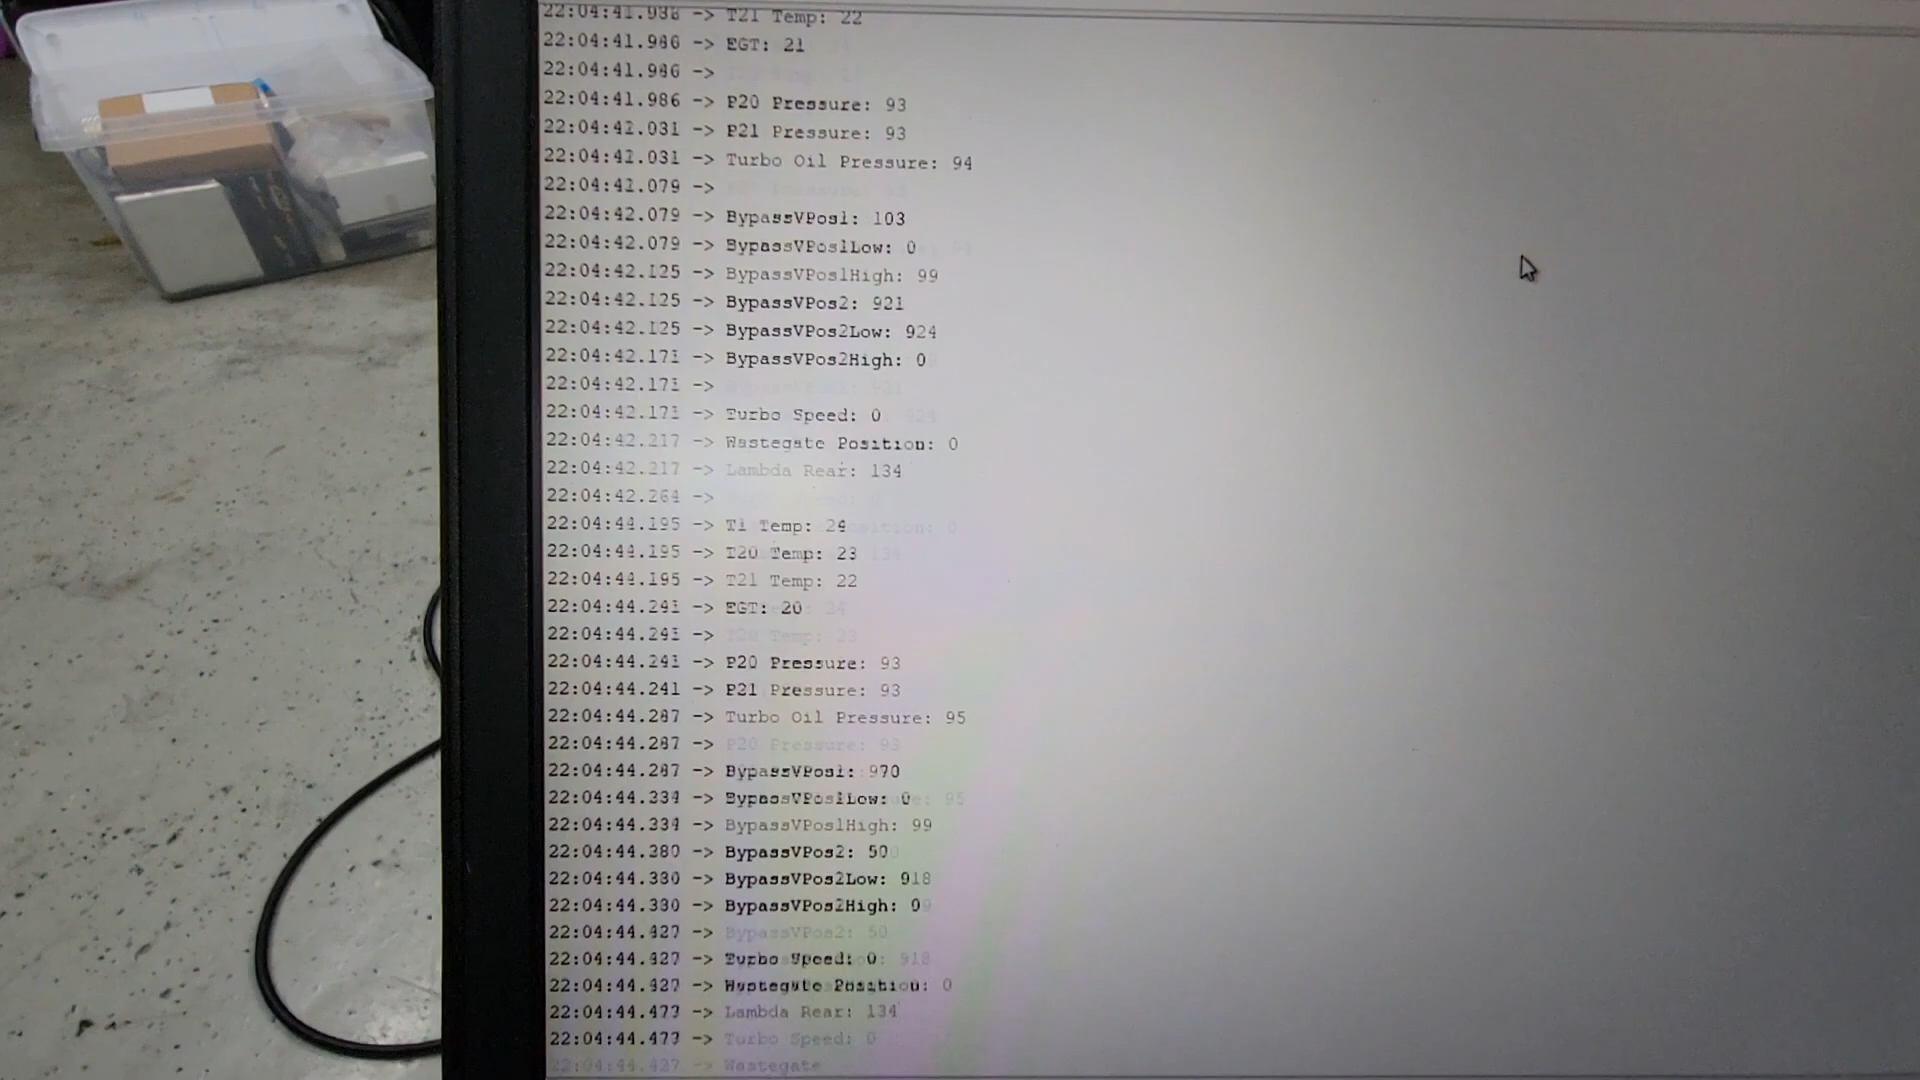 22:04:41.938 -> T21 Temp: 22
22:04:41.986 -> EGT: 21
22:04:41.986 ->
22:04:41.986 -> P20 Pressure: 93
22:04:42.031 -> P21 Pressure: 93
22:04:42.031 -> Turbo Oil Pressure: 94
22:04:42.079 ->
22:04:42.079 -> BypassVPos1: 103
22:04:42.079 -> BypassVPos1Low: 0
22:04:42.125 -> BypassVPos1High: 99
22:04:42.125 -> BypassVPos2: 921
22:04:42.125 -> BypassVPos2Low: 924
22:04:42.171 -> BypassVPos2High: 0
22:04:42.171 ->
22:04:42.171 -> Turbo Speed: 0
22:04:42.217 -> Wastegate Position: 0
22:04:42.217 -> Lambda Rear: 134
22:04:42.264 ->
22:04:44.195 -> T1 Temp: 24
22:04:44.195 -> T20 Temp: 23
22:04:44.195 -> T21 Temp: 22
22:04:44.241 -> EGT: 20
22:04:44.241 ->
22:04:44.241 -> P20 Pressure: 93
22:04:44.241 -> P21 Pressure: 93
22:04:44.287 -> Turbo Oil Pressure: 95
22:04:44.287 ->
22:04:44.287 -> BypassVPos1: 970
22:04:44.334 -> BypassVPos1Low: 0
22:04:44.334 -> BypassVPos1High: 99
22:04:44.380 -> BypassVPos2: 50
22:04:44.380 -> BypassVPos2Low: 918
22:04:44.380 -> BypassVPos2High: 0
22:04:44.427 ->
22:04:44.427 -> Turbo Speed: 0
22:04:44.427 -> Wastegate Position: 0
22:04:44.473 -> Lambda Rear: 134
22:04:44.473 ->